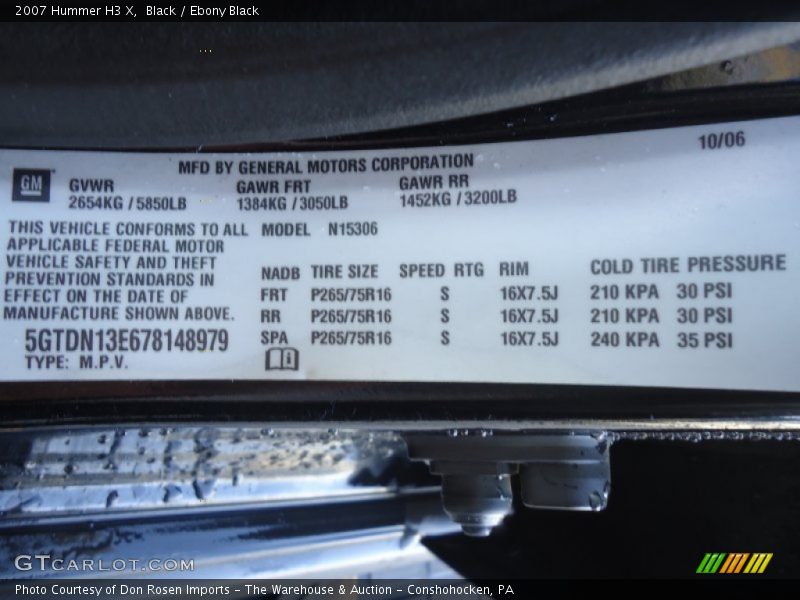 2007 Hummer H3 X,  Black / Ebony Black
10/06
MFD BY GENERAL MOTORS CORPORATION
GM
GVWR GAWR FRT GAWR RR
2654KG / 5850LB 1384KG / 3050LB 1452KG / 3200LB
THIS VEHICLE CONFORMS TO ALL
APPLICABLE FEDERAL MOTOR
VEHICLE SAFETY AND THEFT
PREVENTION STANDARDS IN
EFFECT ON THE DATE OF
MANUFACTURE SHOWN ABOVE.
5GTDN13E678148979
TYPE: M.P.V.
MODEL N15306
NADB TIRE SIZE SPEED RTG RIM COLD TIRE PRESSURE
FRT P265/75R16 S 16X7.5J 210 KPA 30 PSI
RR P265/75R16 S 16X7.5J 210 KPA 30 PSI
SPA P265/75R16 S 16X7.5J 240 KPA 35 PSI
GTCARLOT.COM
Photo Courtesy of Don Rosen Imports - The Warehouse & Auction - Conshohocken, PA